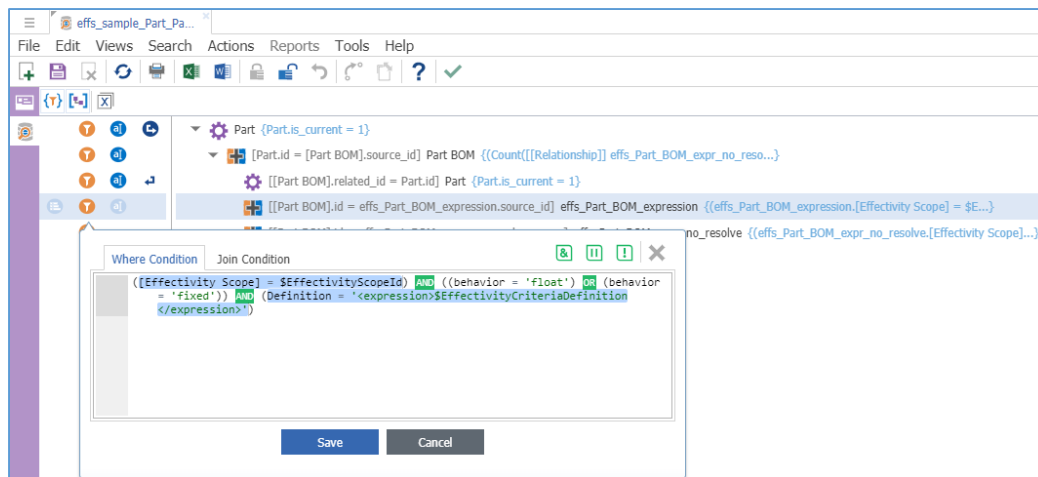 effs_sample_Part_Pa...
File Edit Views Search Actions Reports Tools Help
Part {Part.is_current = 1}
[Part.id = [Part BOM].source_id] Part BOM {(Count([[Relationship]] effs_Part_BOM_expr_no_reso...}
[[Part BOM].related_id = Part.id] Part {Part.is_current = 1}
[[Part BOM].id = effs_Part_BOM_expression.source_id] effs_Part_BOM_expression {(effs_Part_BOM_expression.[Effectivity Scope] = $E...}
no_resolve {(effs_Part_BOM_expr_no_resolve.[Effectivity Scope]...}
Where Condition Join Condition
([Effectivity Scope] = $EffectivityScopeId) AND ((behavior = 'float') OR (behavior
= 'fixed')) AND (Definition = '<expression>$EffectivityCriteriaDefinition
</expression>')
Save Cancel